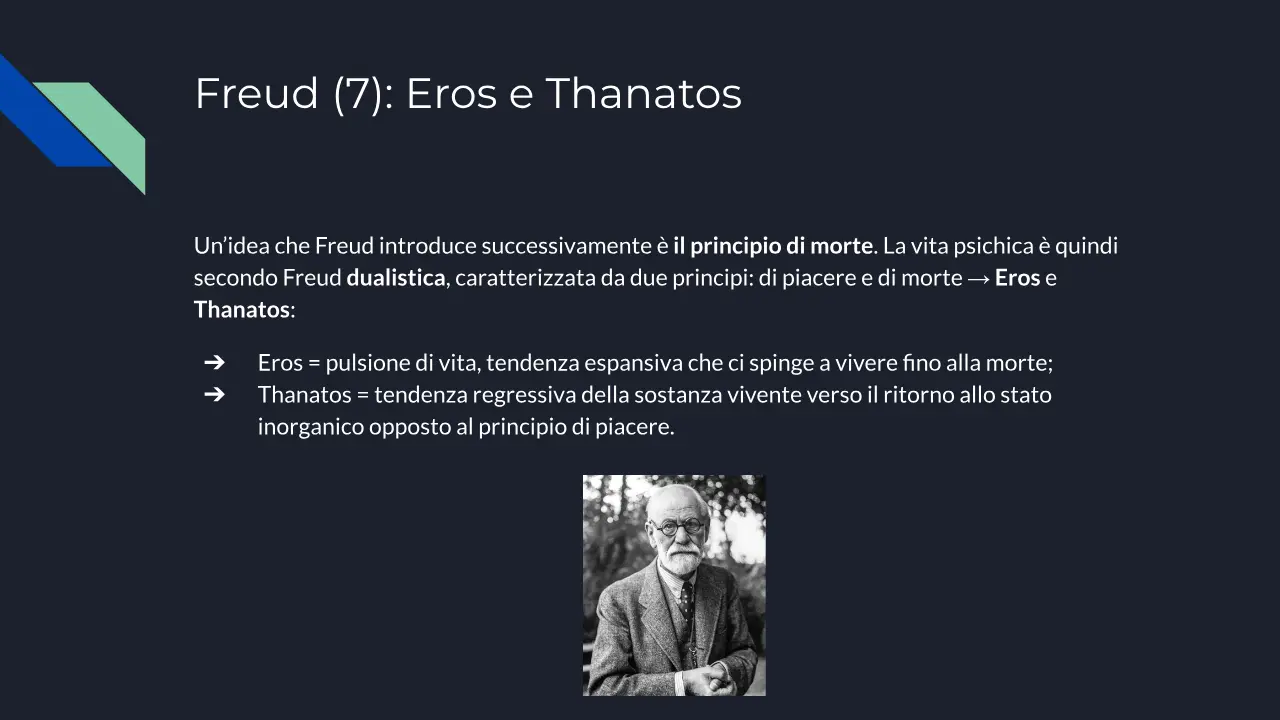 Freud (7): Eros e Thanatos
Un’idea che Freud introduce successivamente è il principio di morte. La vita psichica è quindi
secondo Freud dualistica, caratterizzata da due principi: di piacere e di morte → Eros e
Thanatos:
➔ Eros = pulsione di vita, tendenza espansiva che ci spinge a vivere fino alla morte;
➔ Thanatos = tendenza regressiva della sostanza vivente verso il ritorno allo stato
inorganico opposto al principio di piacere.